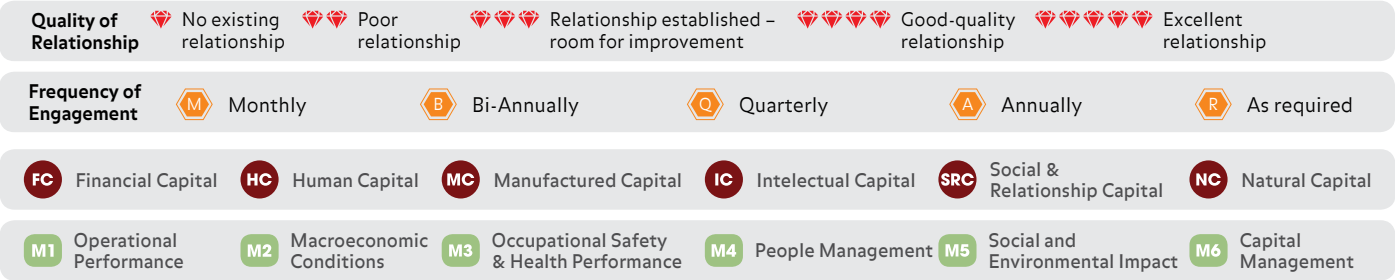 Quality of
Relationship
No existing
relationship
Poor
relationship
Relationship established –
room for improvement
Good-quality
relationship
Excellent
relationship
Frequency of
Engagement
M Monthly
B Bi-Annually
Q Quarterly
A Annually
R As required
FC Financial Capital
HC Human Capital
MC Manufactured Capital
IC Intelectual Capital
SRC Social &
Relationship Capital
NC Natural Capital
M1 Operational
Performance
M2 Macroeconomic
Conditions
M3 Occupational Safety
& Health Performance
M4 People Management
M5 Social and
Environmental Impact
M6 Capital
Management